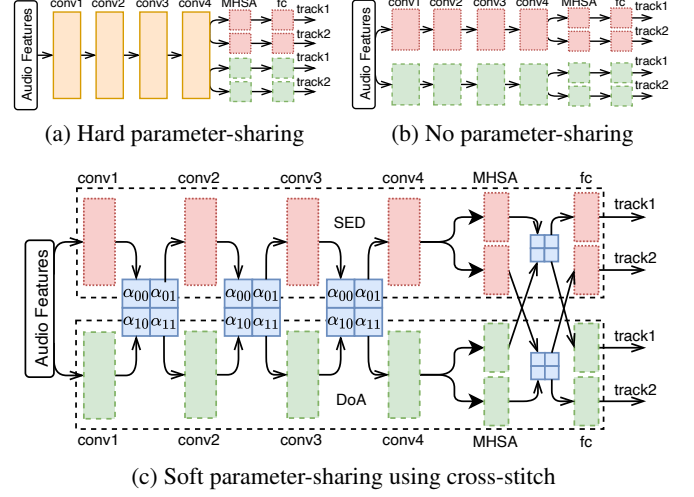 conv1 conv2 conv3 conv4 MHSA fc
track1
track2
track1
track2
Audio Features
(a) Hard parameter-sharing
conv1 conv2 conv3 conv4 MHSA fc
track1
track2
track1
track2
Audio Features
(b) No parameter-sharing
conv1 conv2 conv3 conv4 MHSA fc
track1
SED
track2
Audio Features
α00 α01 α00 α01 α00 α01
α10 α11 α10 α11 α10 α11
track1
DoA
track2
conv1 conv2 conv3 conv4 MHSA fc
(c) Soft parameter-sharing using cross-stitch